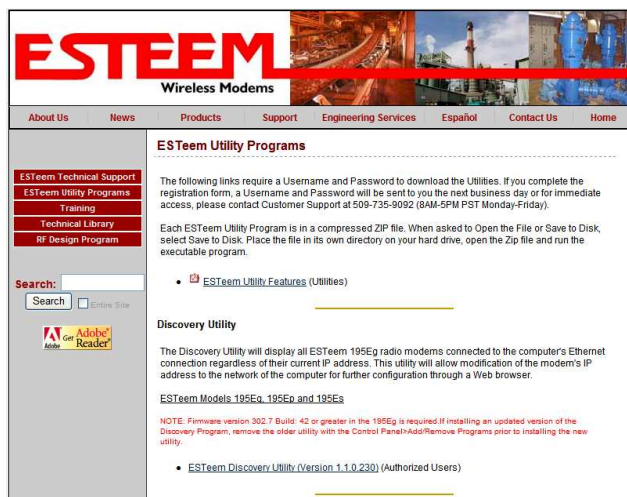 ESTEEM
Wireless Modems
About Us News Products Support Engineering Services Español Contact Us Home
ESTeem Technical Support
ESTeem Utility Programs
Training
Technical Library
RF Design Program
Search:
Search Entire Site
Adobe Get Adobe® Reader®
ESTeem Utility Programs
The following links require a Username and Password to download the Utilities. If you complete the
registration form, a Username and Password will be sent to you the next business day or for immediate
access, please contact Customer Support at 509-735-9092 (8AM-5PM PST Monday-Friday).
Each ESTeem Utility Program is in a compressed ZIP file. When asked to Open the File or Save to Disk,
select Save to Disk. Place the file in its own directory on your hard drive, open the Zip file and run the
executable program.
• ESTeem Utility Features (Utilities)
Discovery Utility
The Discovery Utility will display all ESTeem 195Eg radio modems connected to the computer's Ethernet
connection regardless of their current IP address. This utility will allow modification of the modem's IP
address to the network of the computer for further configuration through a Web browser.
ESTeem Models 195Eg, 195Ep and 195Es
NOTE: Firmware version 302.7 Build: 42 or greater in the 195Eg is required.If installing an updated version of the
Discovery Program, remove the older utility with the Control Panel>Add/Remove Programs prior to installing the new
utility.
• ESTeem Discovery Utility (Version 1.1.0.230) (Authorized Users)